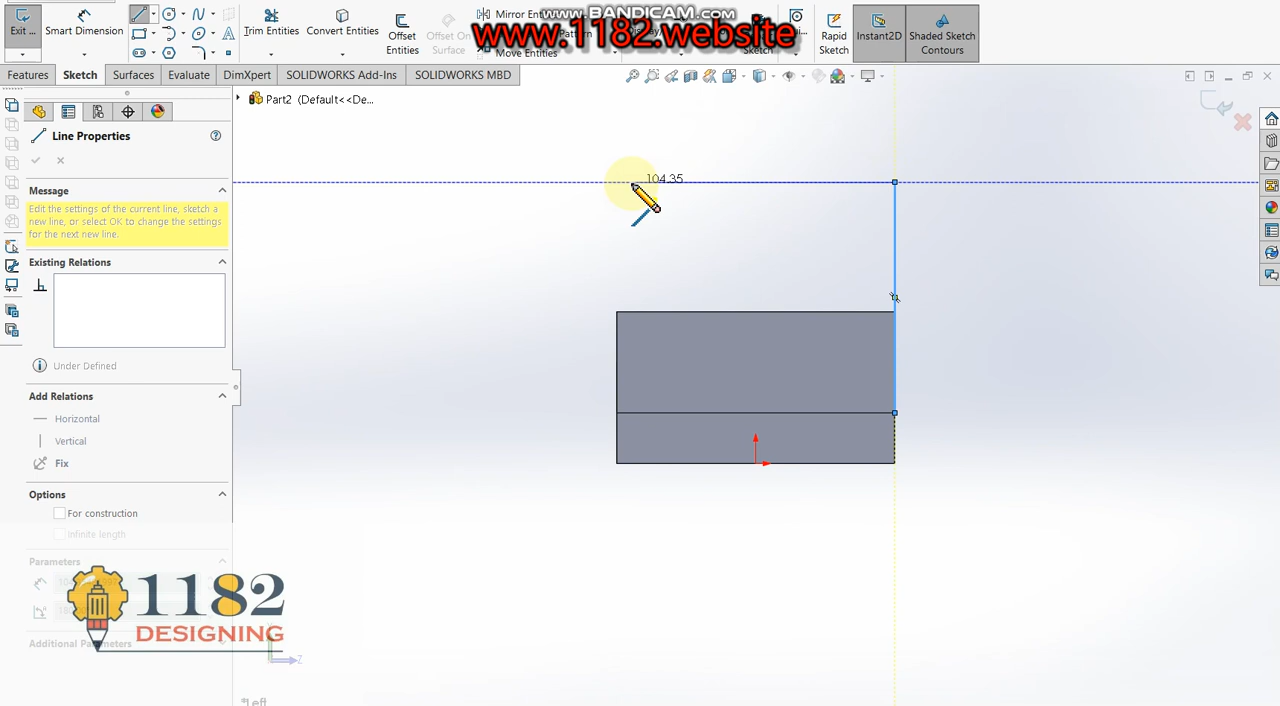 www.BANDICAM.com
www.1182.website
Exit ...
Smart Dimension
Trim Entities
Convert Entities
Offset Entities
Offset On Surface
Mirror Enti
Pattern
Move Entities
Sketch
Rapid Sketch
Instant2D
Shaded Sketch Contours
Features
Sketch
Surfaces
Evaluate
DimXpert
SOLIDWORKS Add-Ins
SOLIDWORKS MBD
Part2 (Default<<De...
Line Properties
Message
Edit the settings of the current line, sketch a
new line, or select OK to change the settings
for the next new line.
Existing Relations
Under Defined
Add Relations
Horizontal
Vertical
Fix
Options
For construction
Infinite length
Parameters
Additional Parameters
104.35
1182
DESIGNING
Z
*Left